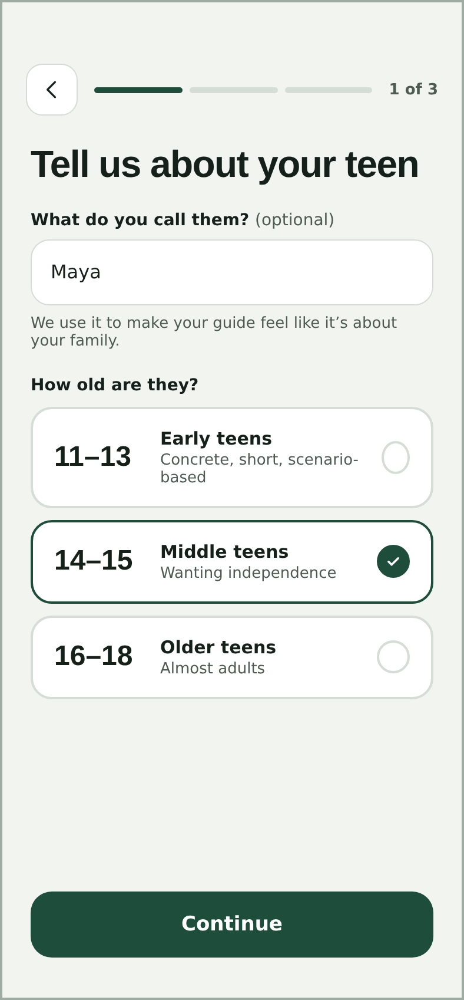 1 of 3
Tell us about your teen
What do you call them? (optional)
Maya
We use it to make your guide feel like it’s about
your family.
How old are they?
11–13
Early teens
Concrete, short, scenario-
based
14–15
Middle teens
Wanting independence
16–18
Older teens
Almost adults
Continue